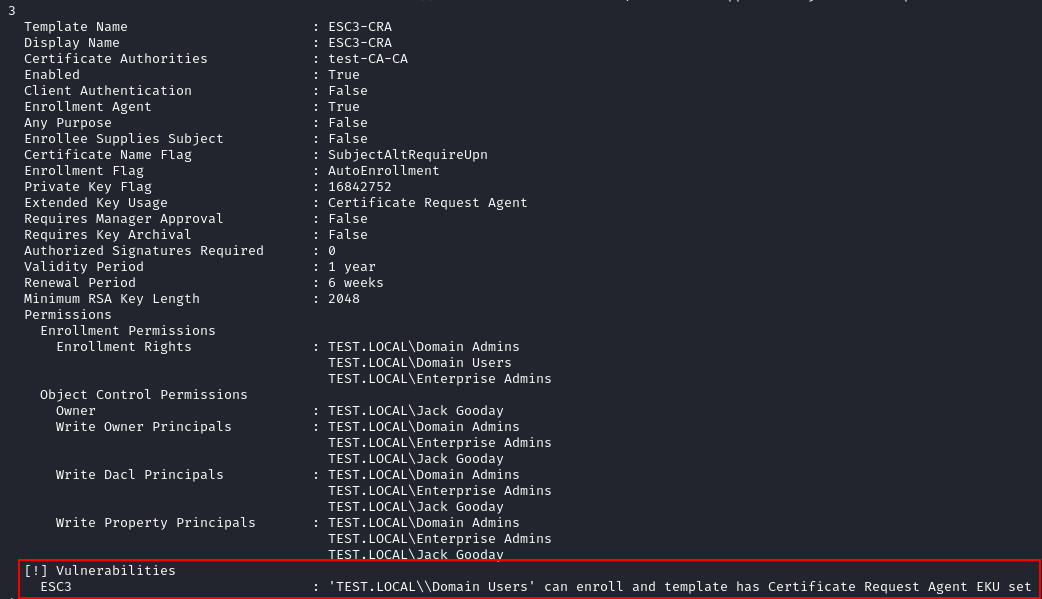 3
Template Name : ESC3-CRA
Display Name : ESC3-CRA
Certificate Authorities : test-CA-CA
Enabled : True
Client Authentication : False
Enrollment Agent : True
Any Purpose : False
Enrollee Supplies Subject : False
Certificate Name Flag : SubjectAltRequireUpn
Enrollment Flag : AutoEnrollment
Private Key Flag : 16842752
Extended Key Usage : Certificate Request Agent
Requires Manager Approval : False
Requires Key Archival : False
Authorized Signatures Required : 0
Validity Period : 1 year
Renewal Period : 6 weeks
Minimum RSA Key Length : 2048
Permissions
Enrollment Permissions
Enrollment Rights : TEST.LOCAL\Domain Admins
TEST.LOCAL\Domain Users
TEST.LOCAL\Enterprise Admins
Object Control Permissions
Owner : TEST.LOCAL\Jack Gooday
Write Owner Principals : TEST.LOCAL\Domain Admins
TEST.LOCAL\Enterprise Admins
TEST.LOCAL\Jack Gooday
Write Dacl Principals : TEST.LOCAL\Domain Admins
TEST.LOCAL\Enterprise Admins
TEST.LOCAL\Jack Gooday
Write Property Principals : TEST.LOCAL\Domain Admins
TEST.LOCAL\Enterprise Admins
TEST.LOCAL\Jack Gooday
[!] Vulnerabilities
ESC3 : 'TEST.LOCAL\\Domain Users' can enroll and template has Certificate Request Agent EKU set